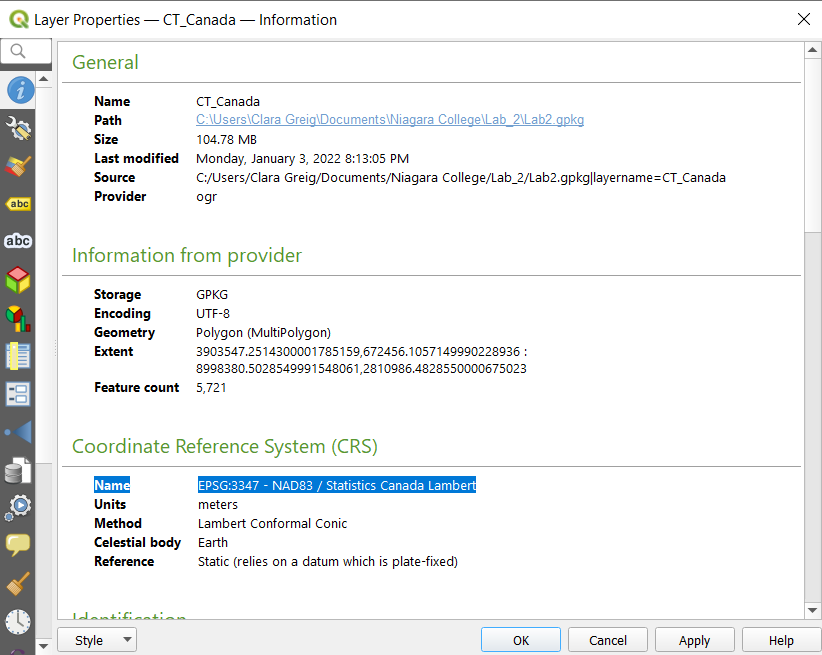 Layer Properties — CT_Canada — Information
General
Name CT_Canada
Path C:\Users\Clara Greig\Documents\Niagara College\Lab_2\Lab2.gpkg
Size 104.78 MB
Last modified Monday, January 3, 2022 8:13:05 PM
Source C:/Users/Clara Greig/Documents/Niagara College/Lab_2/Lab2.gpkg|layername=CT_Canada
Provider ogr
abc
abc
Information from provider
Storage GPKG
Encoding UTF-8
Geometry Polygon (MultiPolygon)
Extent 3903547.2514300001785159,672456.1057149990228936 :
8998380.5028549991548061,2810986.4828550000675023
Feature count 5,721
Coordinate Reference System (CRS)
Name EPSG:3347 - NAD83 / Statistics Canada Lambert
Units meters
Method Lambert Conformal Conic
Celestial body Earth
Reference Static (relies on a datum which is plate-fixed)
Identification
Style OK Cancel Apply Help